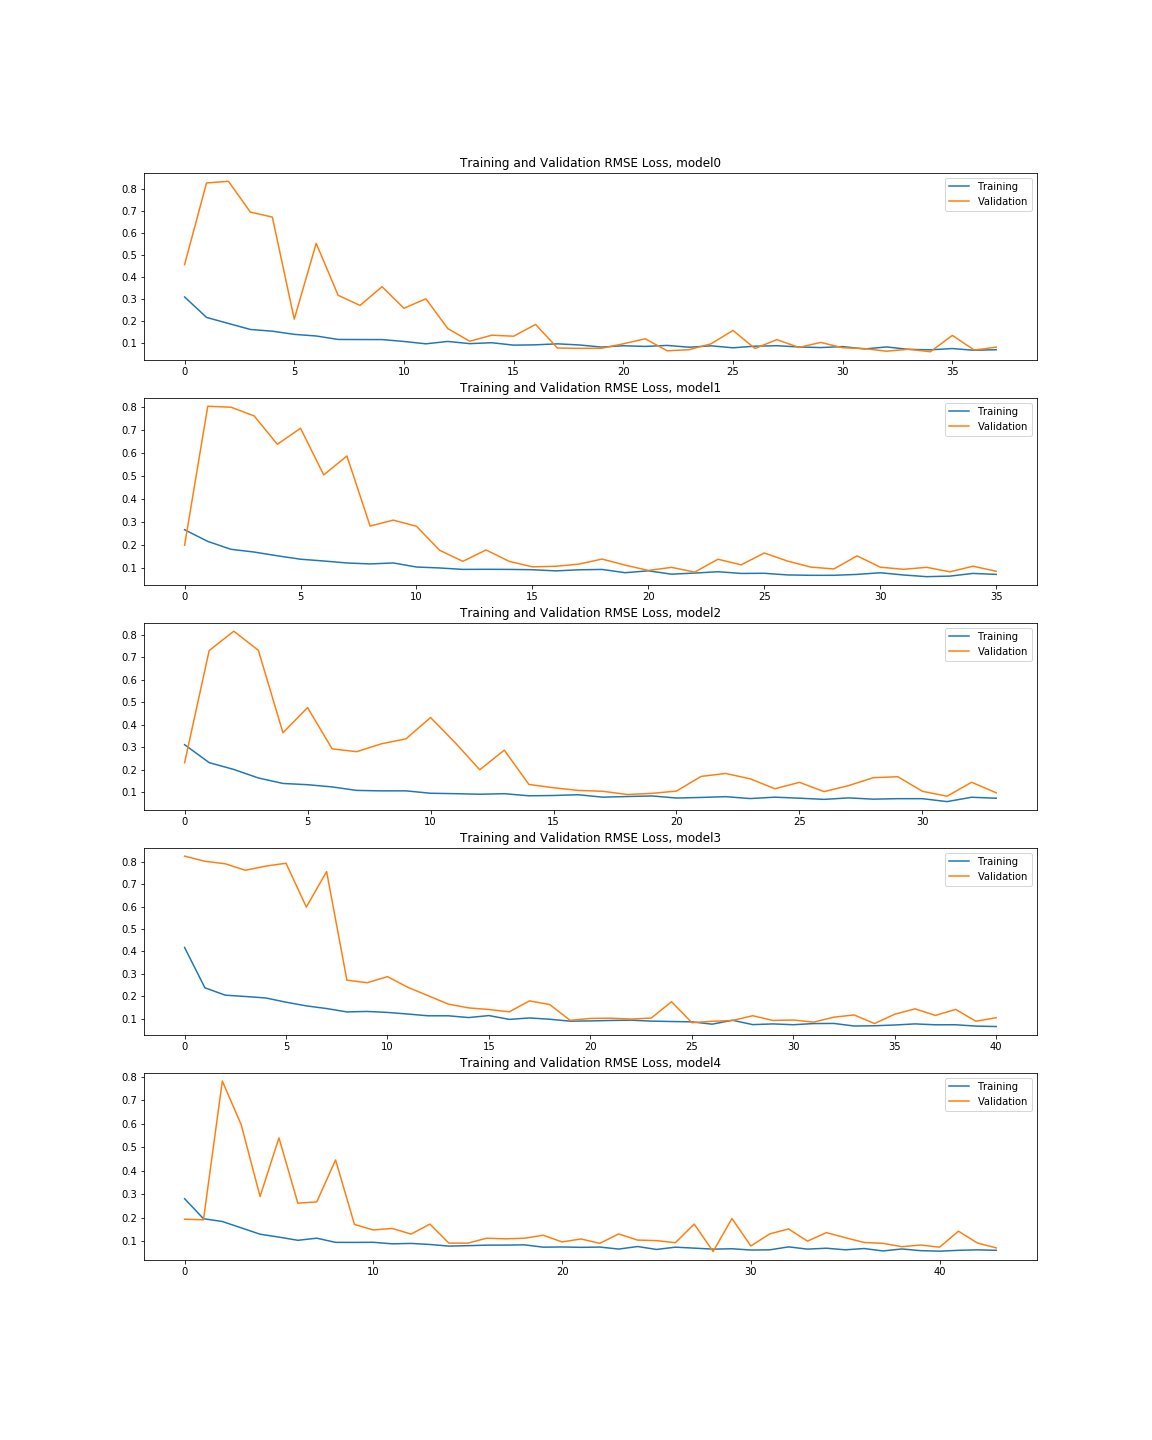 Training and Validation RMSE Loss, model0
Training
Validation
0.8
0.7
0.6
0.5
0.4
0.3
0.2
0.1
0 5 10 15 20 25 30 35
Training and Validation RMSE Loss, model1
Training
Validation
0.8
0.7
0.6
0.5
0.4
0.3
0.2
0.1
0 5 10 15 20 25 30 35
Training and Validation RMSE Loss, model2
Training
Validation
0.8
0.7
0.6
0.5
0.4
0.3
0.2
0.1
0 5 10 15 20 25 30
Training and Validation RMSE Loss, model3
Training
Validation
0.8
0.7
0.6
0.5
0.4
0.3
0.2
0.1
0 5 10 15 20 25 30 35 40
Training and Validation RMSE Loss, model4
Training
Validation
0.8
0.7
0.6
0.5
0.4
0.3
0.2
0.1
0 10 20 30 40